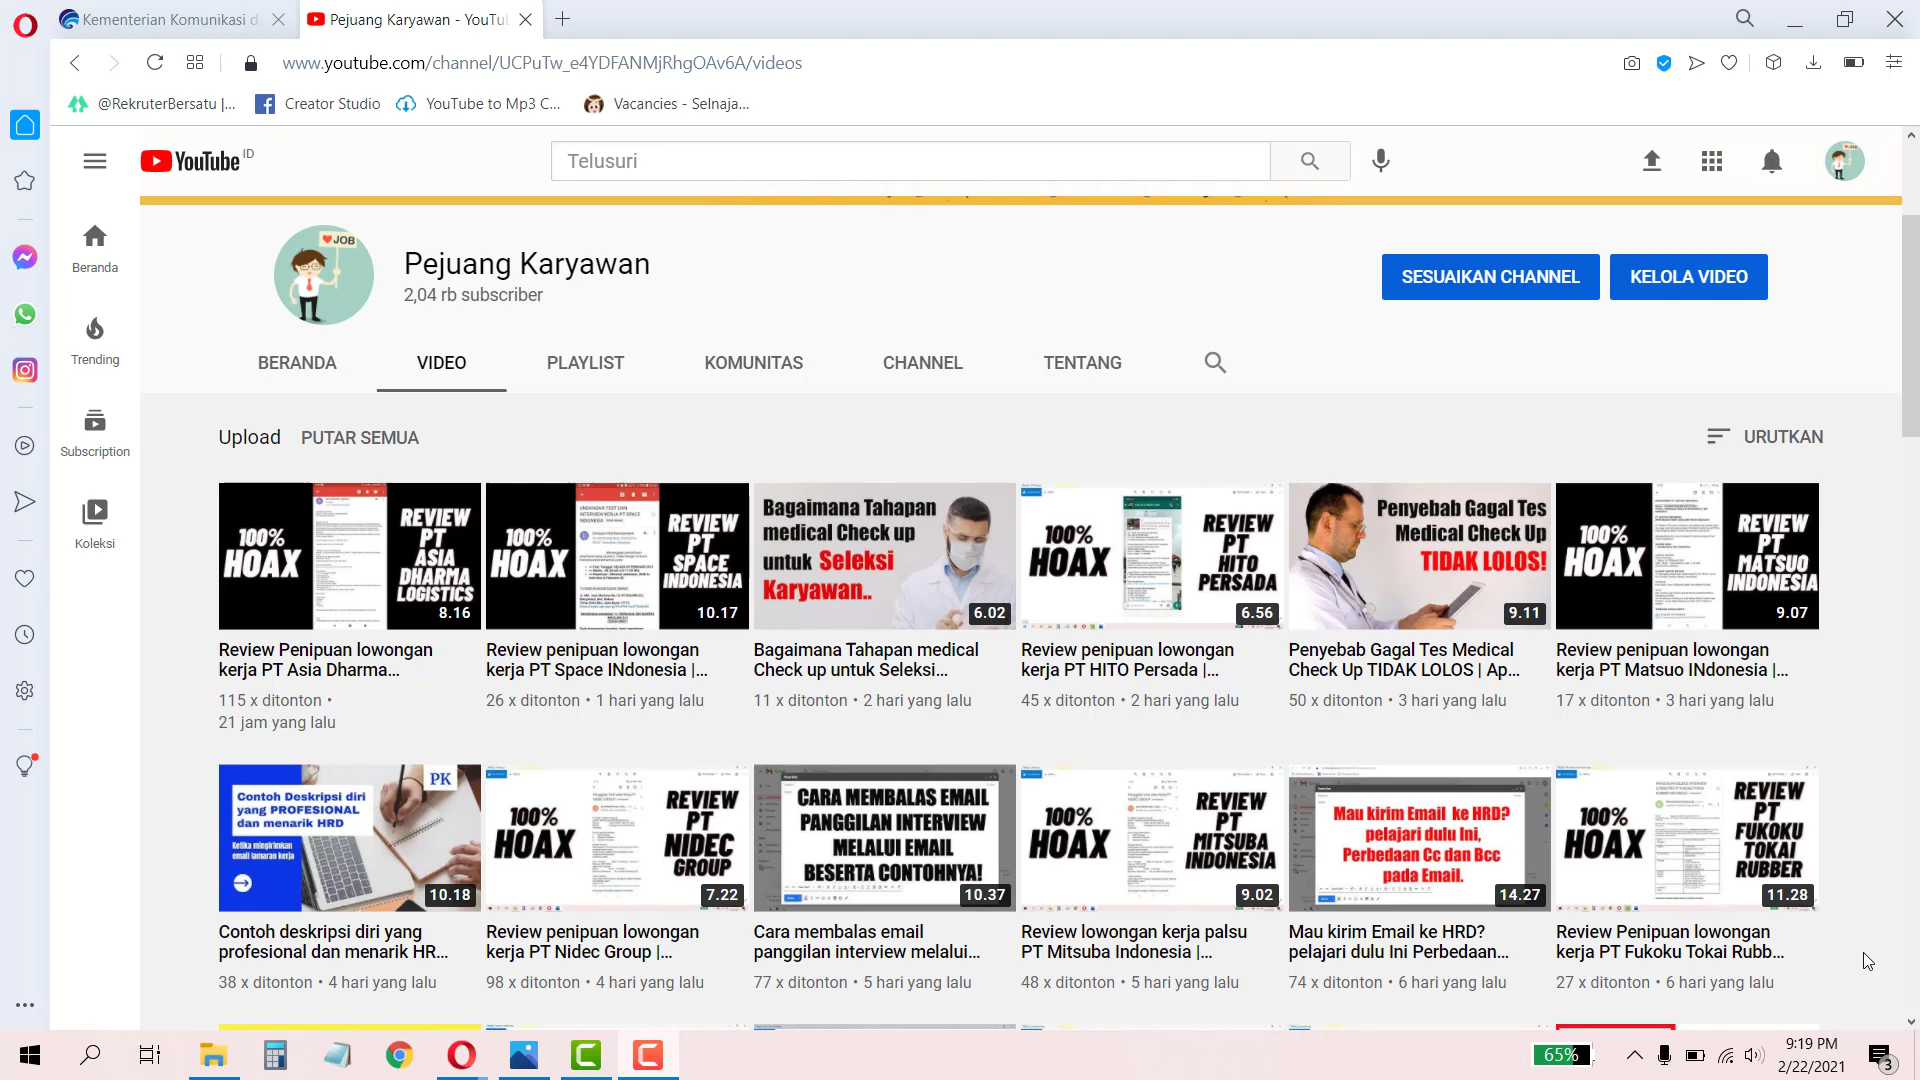 Kementerian Komunikasi d
Pejuang Karyawan - YouTu
www.youtube.com/channel/UCPuTw_e4YDFANMjRhgOAv6A/videos
@RekruterBersatu |...
Creator Studio
YouTube to Mp3 C...
Vacancies - Selnaja...
YouTube ID
Telusuri
Beranda
Trending
Subscription
Koleksi
JOB
Pejuang Karyawan
2,04 rb subscriber
SESUAIKAN CHANNEL
KELOLA VIDEO
BERANDA
VIDEO
PLAYLIST
KOMUNITAS
CHANNEL
TENTANG
Upload
PUTAR SEMUA
URUTKAN
100%
HOAX
REVIEW
PT
ASIA
DHARMA
LOGISTICS
8.16
Review Penipuan lowongan
kerja PT Asia Dharma...
115 x ditonton •
21 jam yang lalu
100%
HOAX
UNDANGAN TEST DAN
INTERVIEW KERJA PT SPACE
INDONESIA
REVIEW
PT
SPACE
INDONESIA
10.17
Review penipuan lowongan
kerja PT Space INdonesia |...
26 x ditonton • 1 hari yang lalu
Bagaimana Tahapan
medical Check up
untuk Seleksi
Karyawan..
6.02
Bagaimana Tahapan medical
Check up untuk Seleksi...
11 x ditonton • 2 hari yang lalu
100%
HOAX
REVIEW
PT
HITO
PERSADA
6.56
Review penipuan lowongan
kerja PT HITO Persada |...
45 x ditonton • 2 hari yang lalu
Penyebab Gagal Tes
Medical Check Up
TIDAK LOLOS!
9.11
Penyebab Gagal Tes Medical
Check Up TIDAK LOLOS | Ap...
50 x ditonton • 3 hari yang lalu
100%
HOAX
REVIEW
PT
MATSUO
INDONESIA
9.07
Review penipuan lowongan
kerja PT Matsuo INdonesia |...
17 x ditonton • 3 hari yang lalu
PK
Contoh Deskripsi diri
yang PROFESIONAL
dan menarik HRD
Ketika mengirimkan
email lamaran kerja
10.18
Contoh deskripsi diri yang
profesional dan menarik HR...
38 x ditonton • 4 hari yang lalu
100%
HOAX
REVIEW
PT
NIDEC
GROUP
7.22
Review penipuan lowongan
kerja PT Nidec Group |...
98 x ditonton • 4 hari yang lalu
CARA MEMBALAS EMAIL
PANGGILAN INTERVIEW
MELALUI EMAIL
BESERTA CONTOHNYA!
10.37
Cara membalas email
panggilan interview melalui...
77 x ditonton • 5 hari yang lalu
100%
HOAX
REVIEW
PT
MITSUBA
INDONESIA
9.02
Review lowongan kerja palsu
PT Mitsuba Indonesia |...
48 x ditonton • 5 hari yang lalu
Mau kirim Email ke HRD?
pelajari dulu Ini,
Perbedaan Cc dan Bcc
pada Email.
14.27
Mau kirim Email ke HRD?
pelajari dulu Ini Perbedaan...
74 x ditonton • 6 hari yang lalu
100%
HOAX
REVIEW
PT
FUKOKU
TOKAI
RUBBER
11.28
Review Penipuan lowongan
kerja PT Fukoku Tokai Rubb...
27 x ditonton • 6 hari yang lalu
65%
9:19 PM
2/22/2021
3